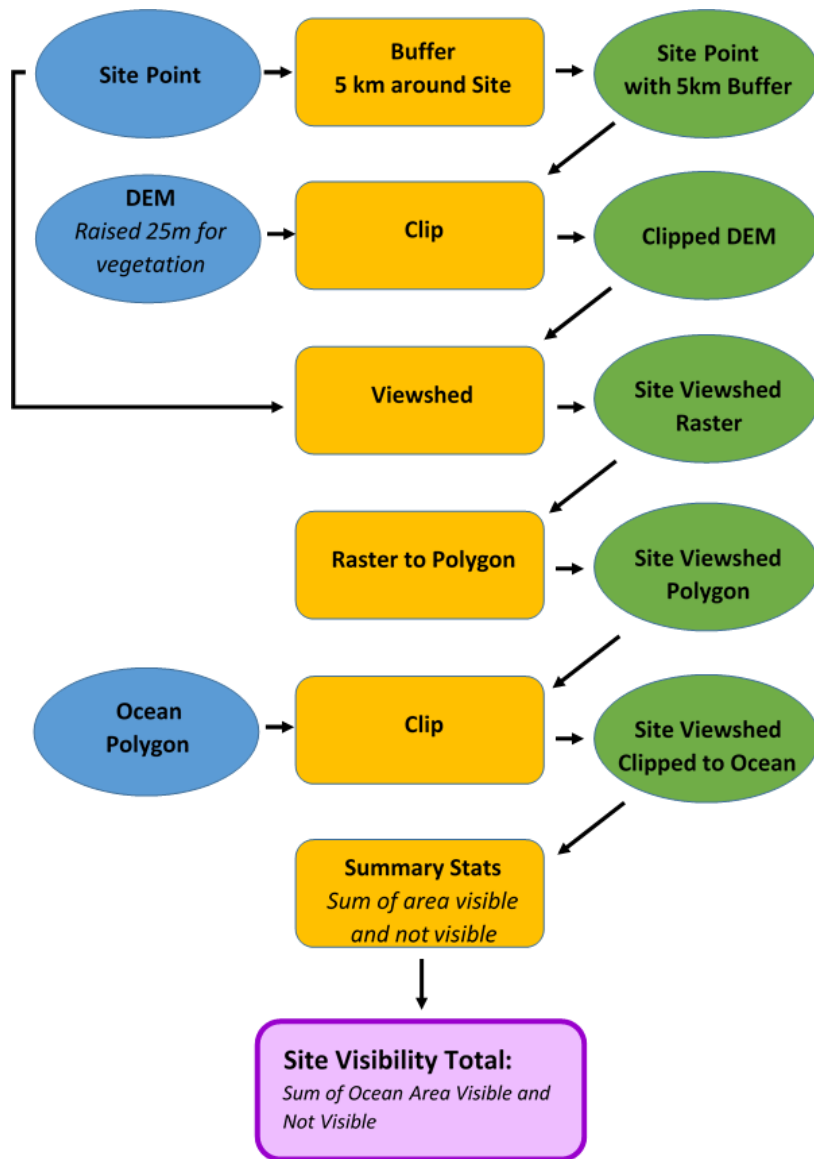 Site Point
Buffer
5 km around Site
Site Point
with 5km Buffer
DEM
Raised 25m for
vegetation
Clip
Clipped DEM
Viewshed
Site Viewshed
Raster
Raster to Polygon
Site Viewshed
Polygon
Ocean
Polygon
Clip
Site Viewshed
Clipped to Ocean
Summary Stats
Sum of area visible
and not visible
Site Visibility Total:
Sum of Ocean Area Visible and
Not Visible